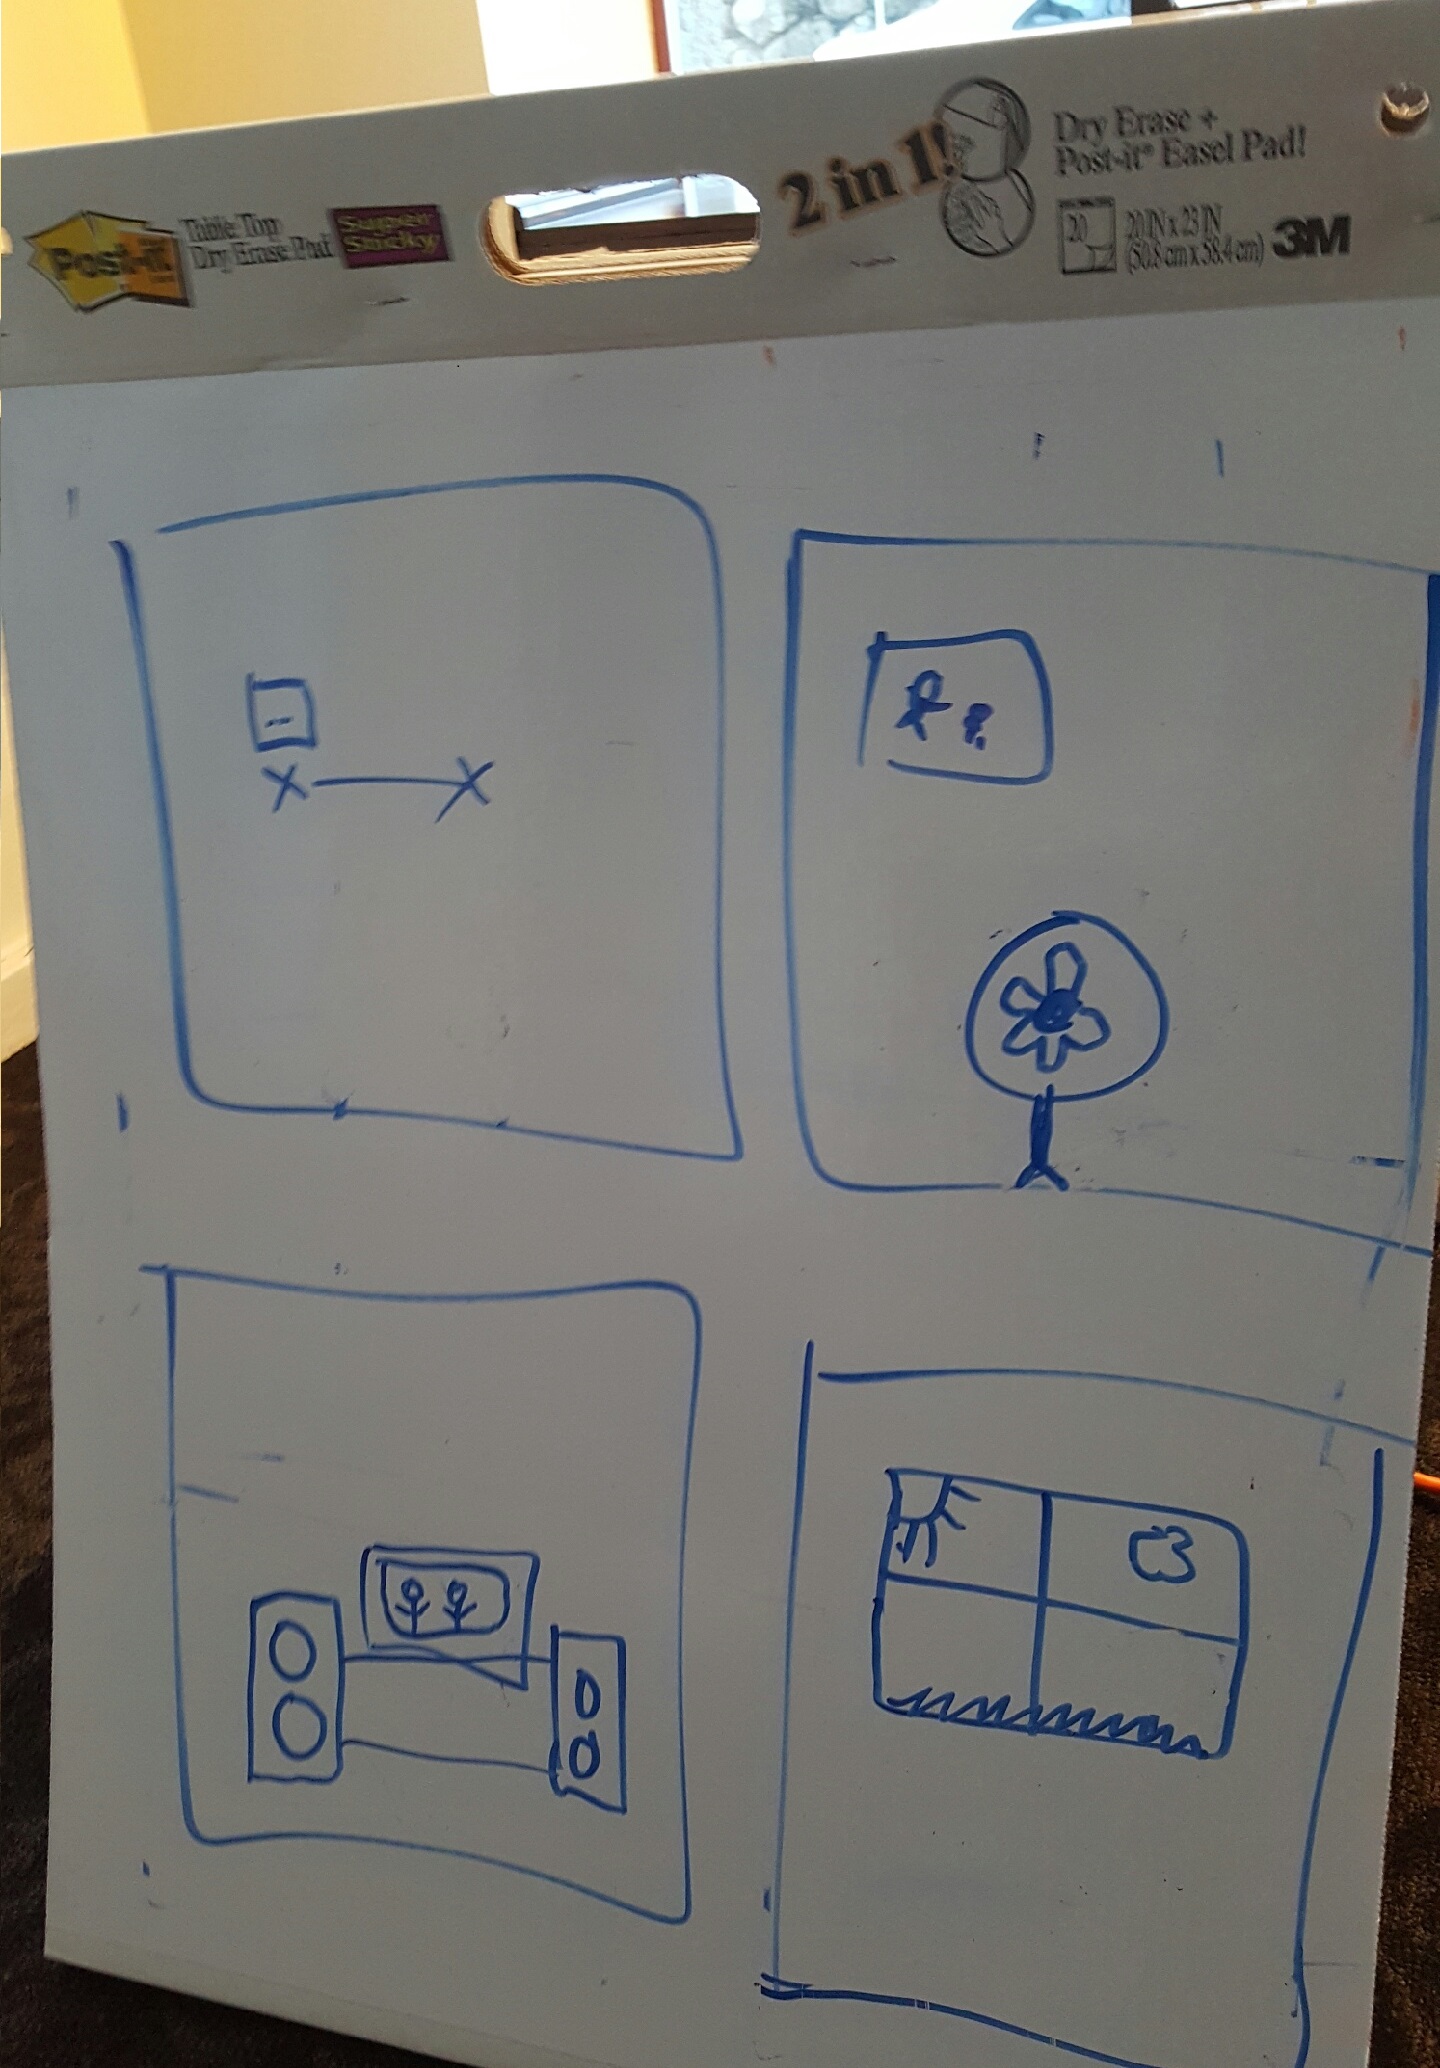 Post-it
Table Top
Dry Erase Pad
Super
Sticky
2 in 1!
Dry Erase +
Post-it® Easel Pad!
20
20 IN x 23 IN
(50.8 cm x 58.4 cm)
3M